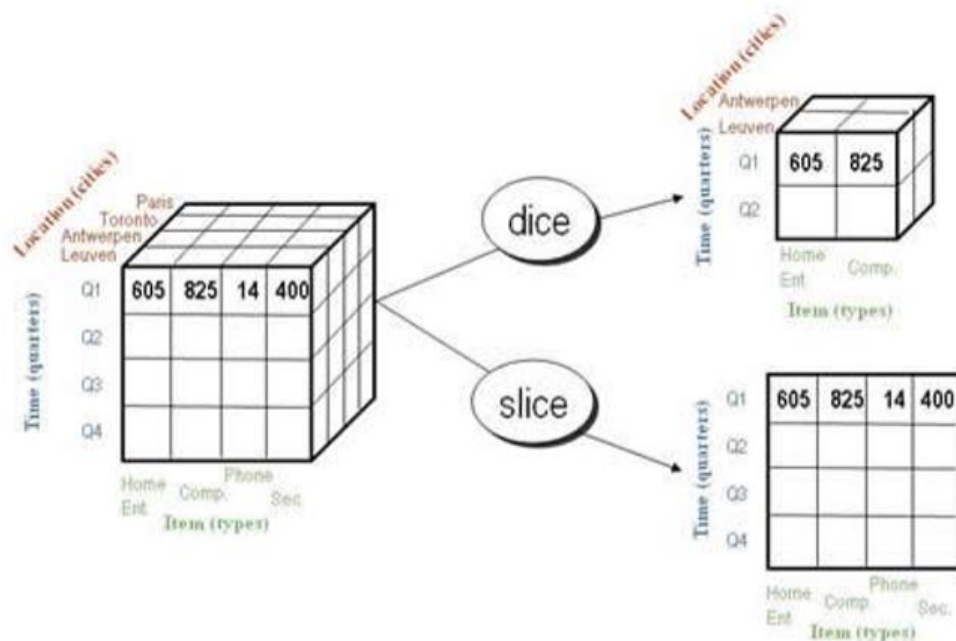 Location (cities)
Paris
Toronto
Antwerpen
Leuven
Time (quarters)
Q1 605 825 14 400
Q2
Q3
Q4
Home Ent. Comp. Phone Sec.
Item (types)
dice
slice
Location (cities)
Antwerpen
Leuven
Time (quarters)
Q1 605 825
Q2
Home Ent. Comp.
Item (types)
Time (quarters)
Q1 605 825 14 400
Q2
Q3
Q4
Home Ent. Comp. Phone Sec.
Item (types)